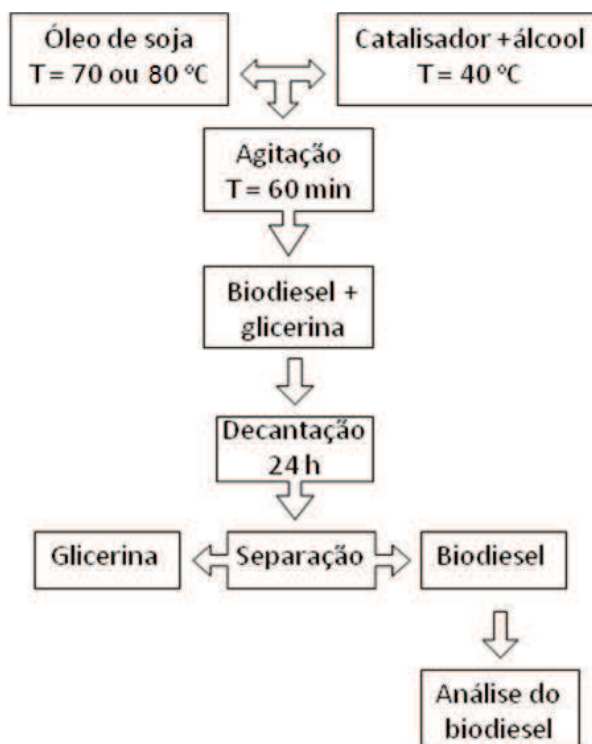 Óleo de soja
T = 70 ou 80 ºC
Catalisador +álcool
T = 40 ºC
Agitação
T = 60 min
Biodiesel +
glicerina
Decantação
24 h
Glicerina
Separação
Biodiesel
Análise do
biodiesel